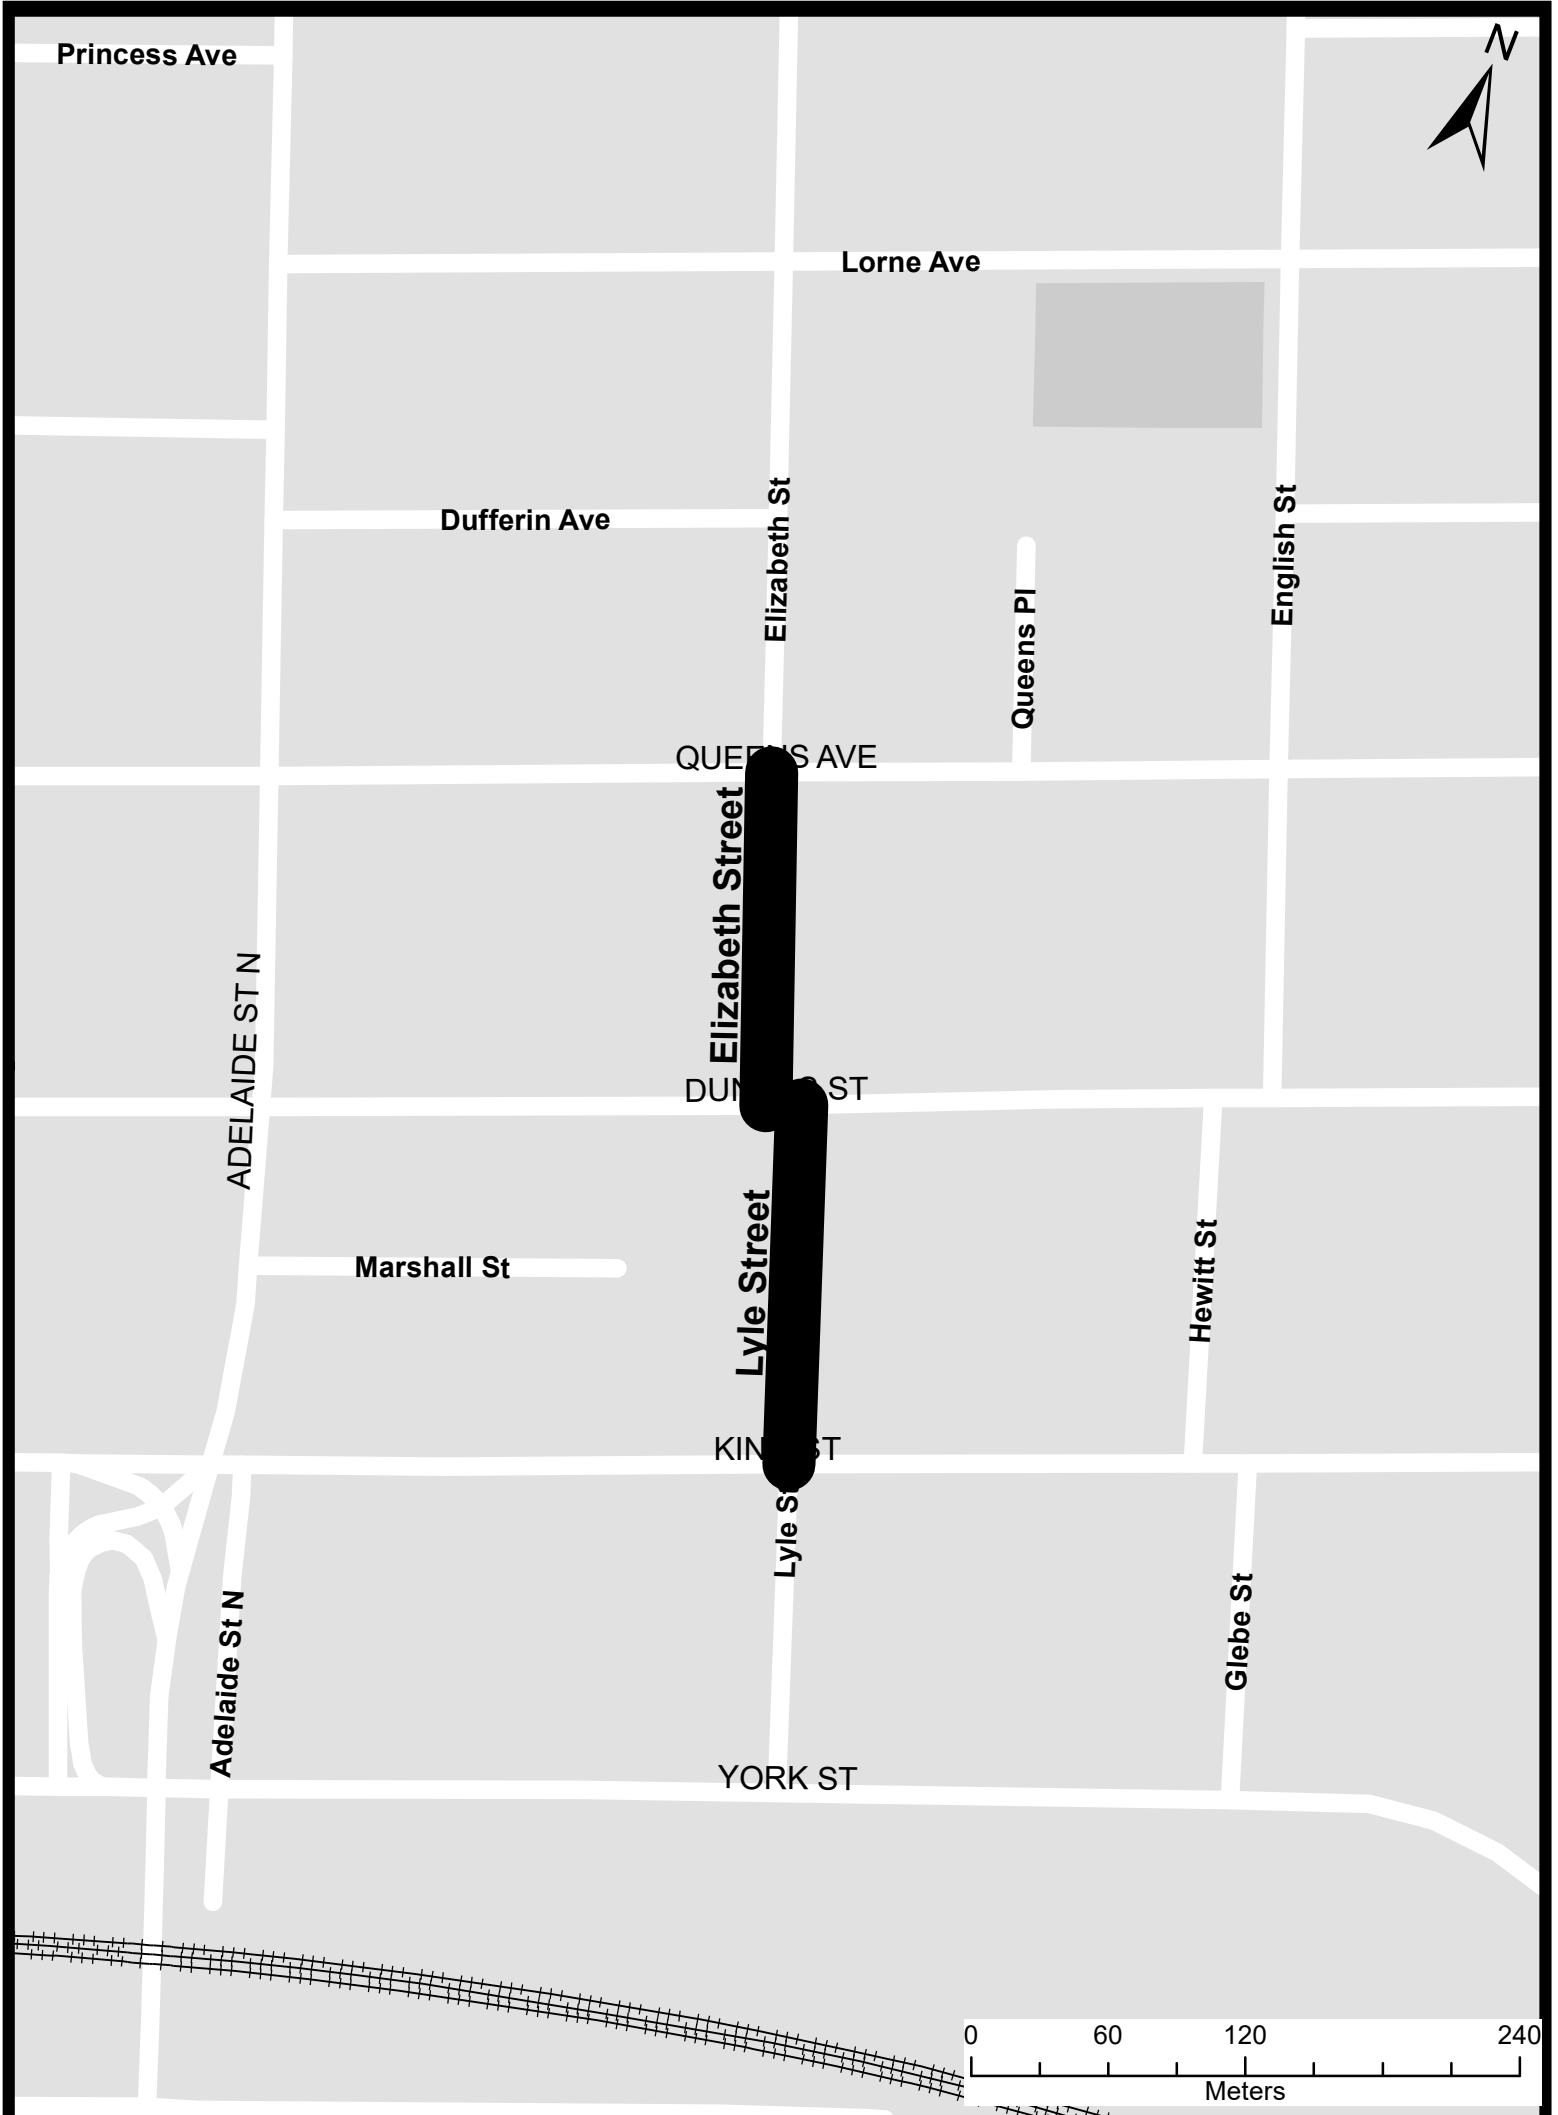 Princess Ave
N
Lorne Ave
Elizabeth St
English St
Dufferin Ave
Queens Pl
AVE
Elizabeth Street
ADELAIDE ST N
ST
Lyle Street
Hewitt St
Marshall St
Lyle St
Glebe St
Adelaide St N
YORK ST
0 60 120 240
Meters